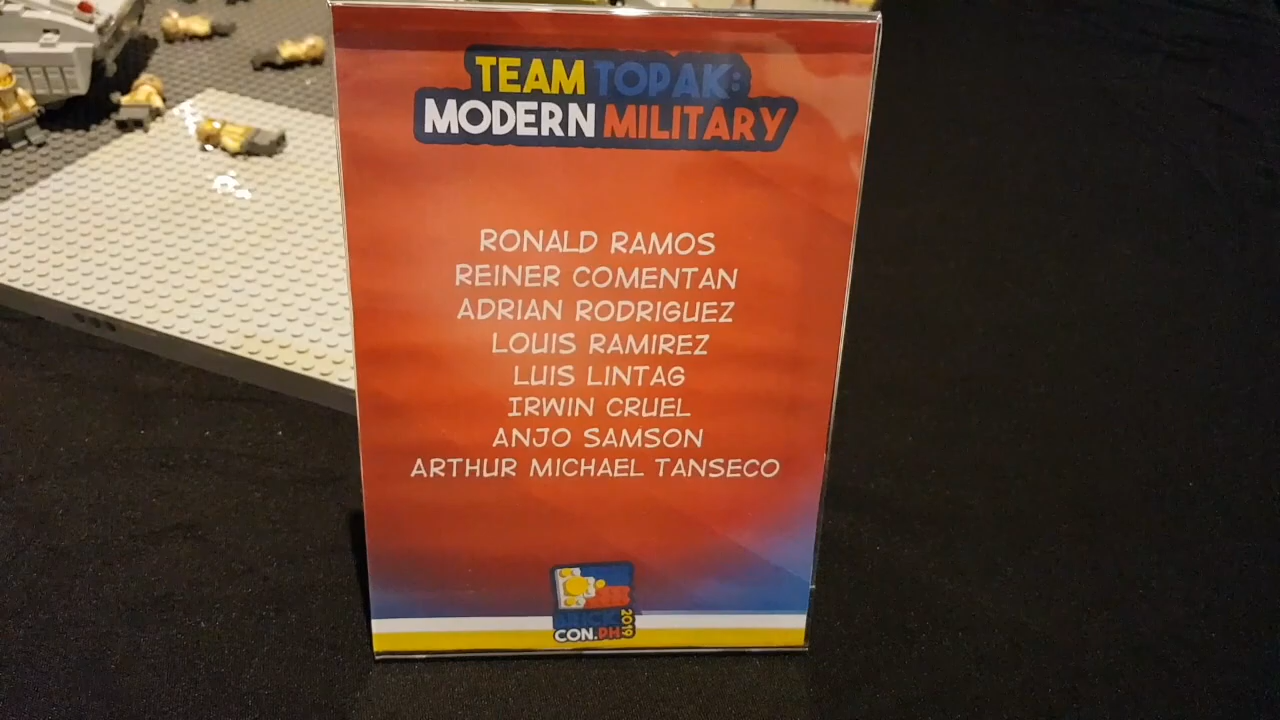 TEAM TOPAK:
MODERN MILITARY
RONALD RAMOS
REINER COMENTAN
ADRIAN RODRIGUEZ
LOUIS RAMIREZ
LUIS LINTAG
IRWIN CRUEL
ANJO SAMSON
ARTHUR MICHAEL TANSECO
BRICK
CON.PH 2019